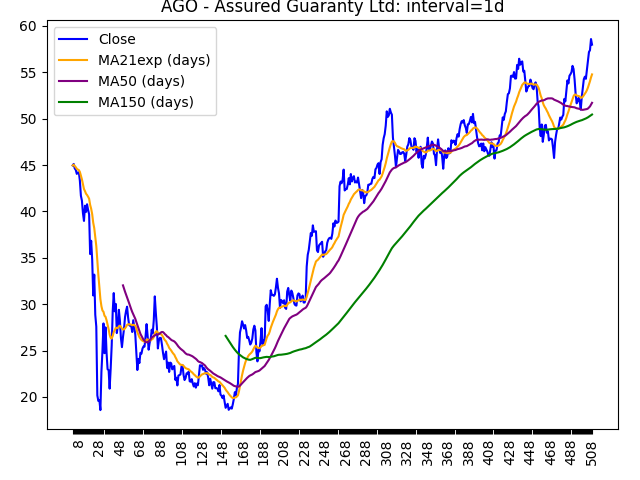 AGO - Assured Guaranty Ltd: interval=1d
Close
MA21exp (days)
MA50 (days)
MA150 (days)
60
55
50
45
40
35
30
25
20
8 28 48 68 88 108 128 148 168 188 208 228 248 268 288 308 328 348 368 388 408 428 448 468 488 508